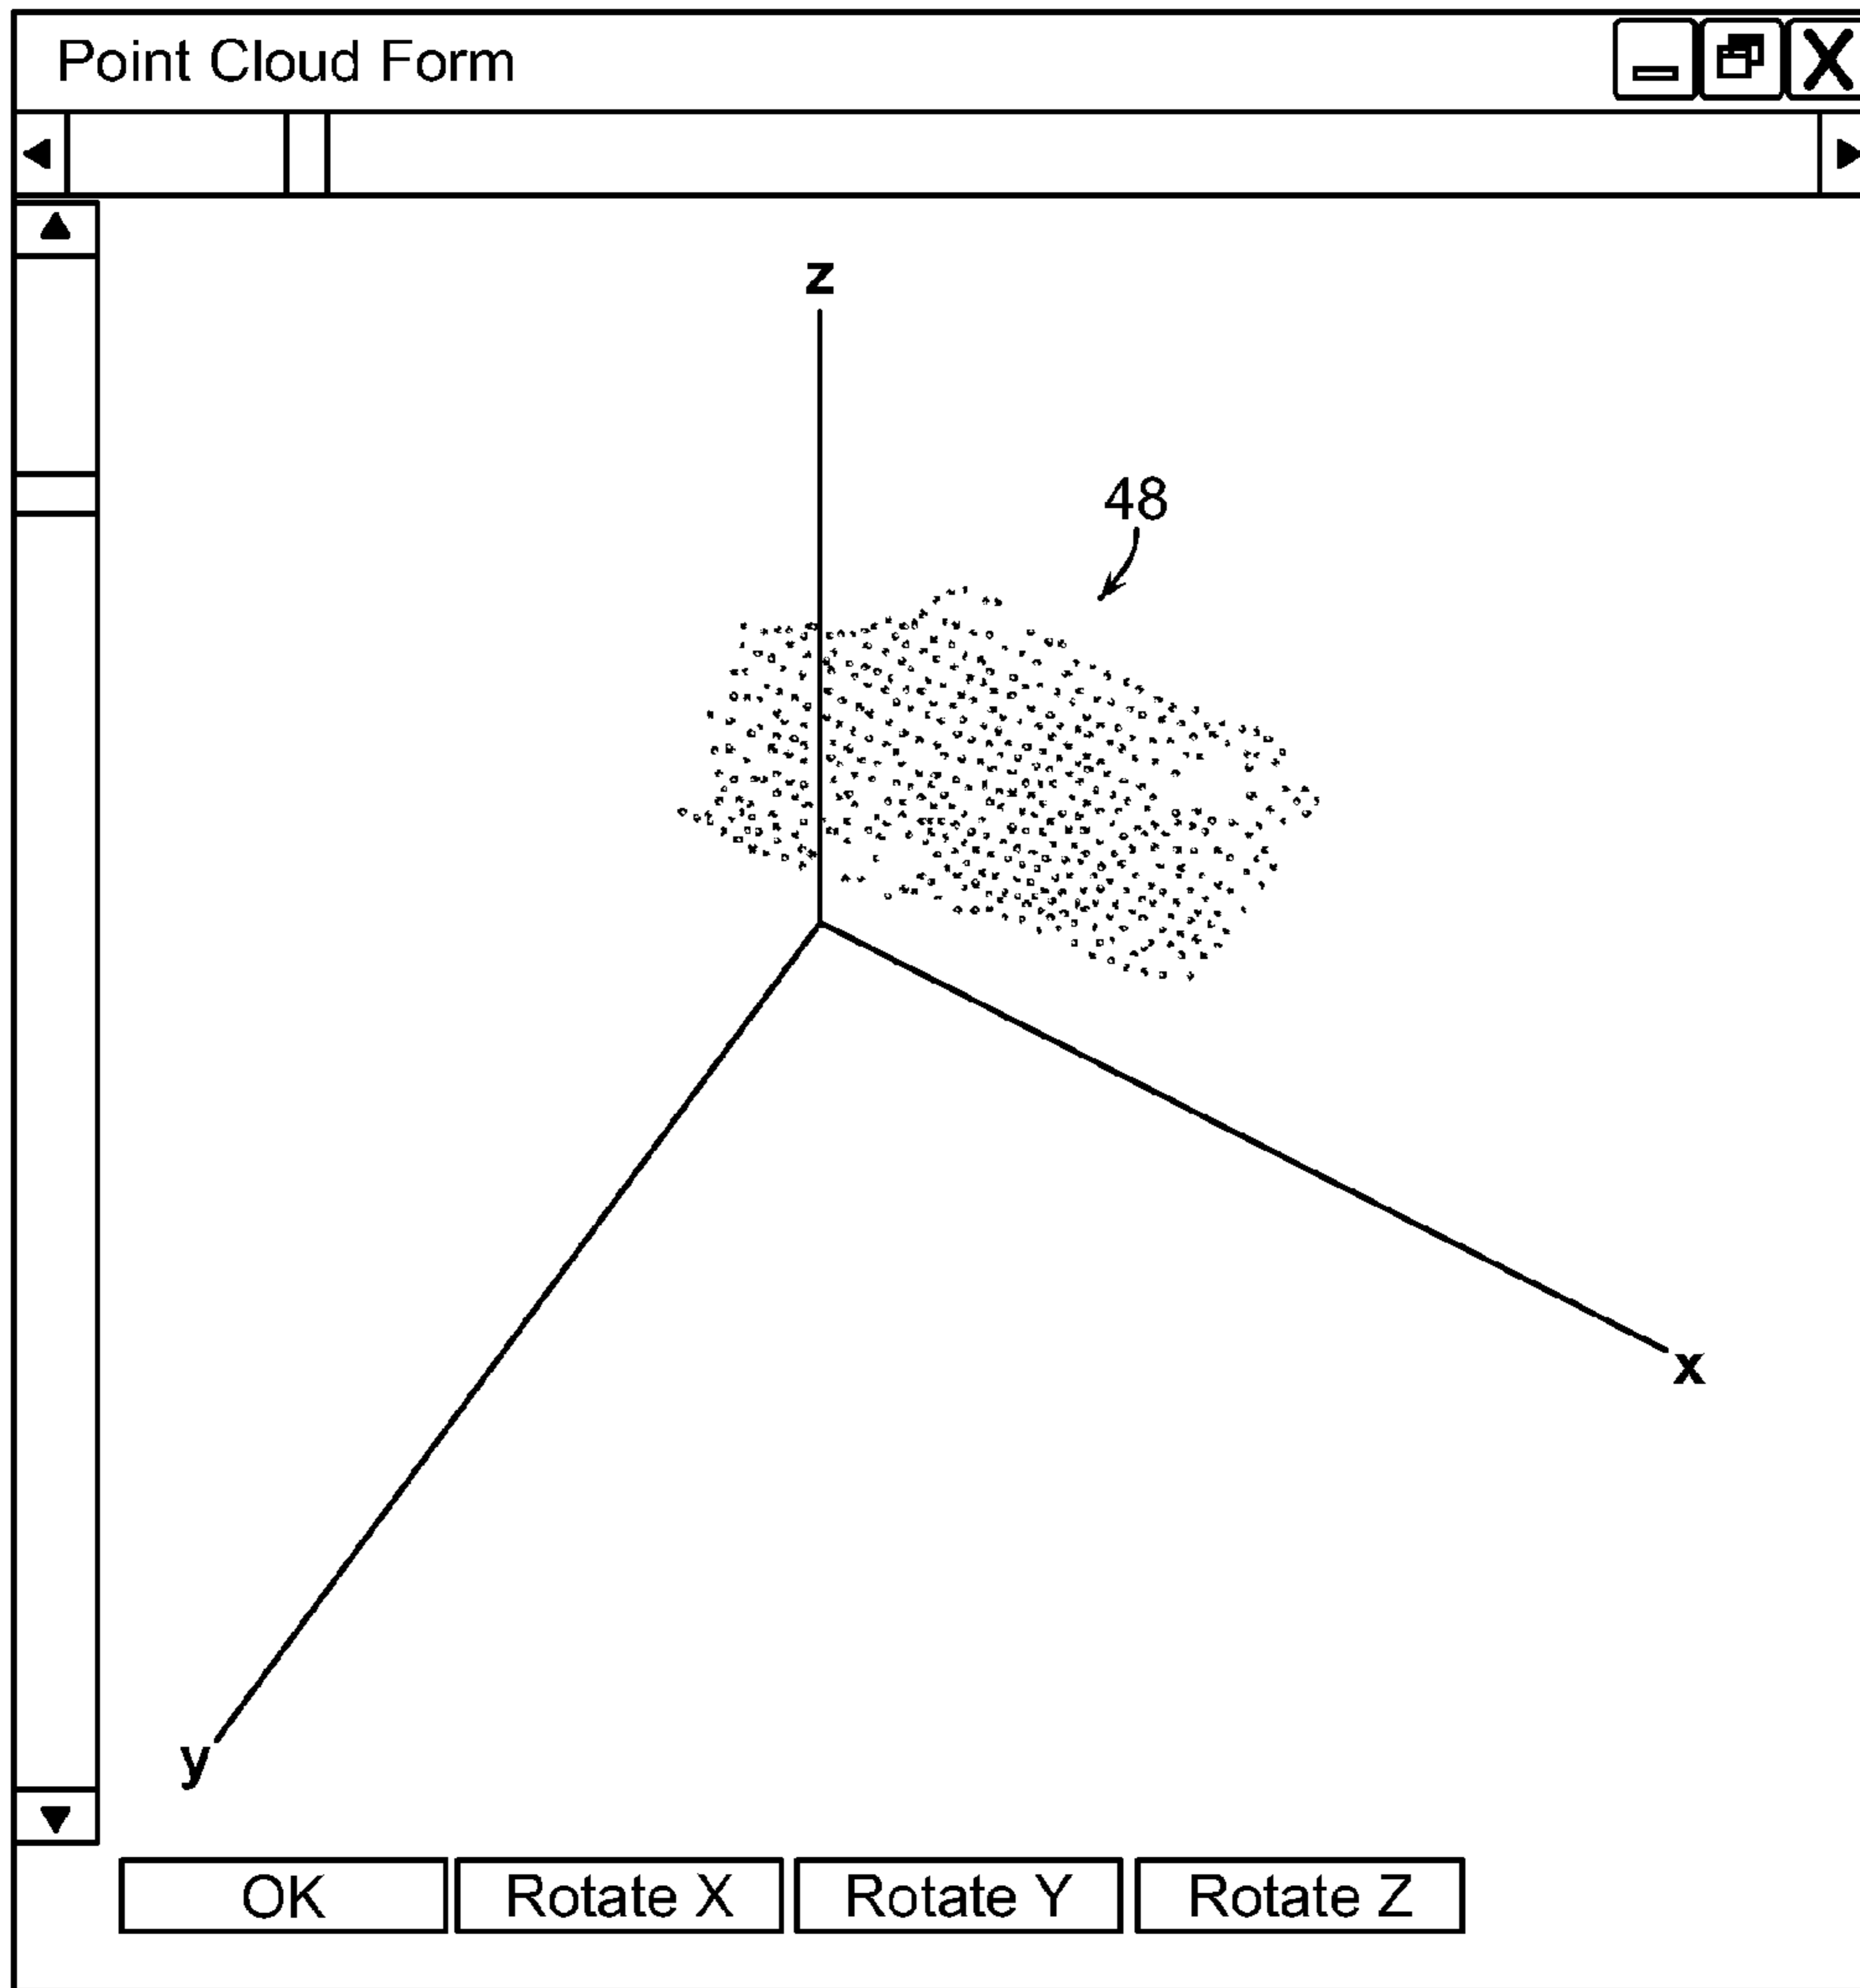 Point Cloud Form
z
48
x
y
OK
Rotate X
Rotate Y
Rotate Z